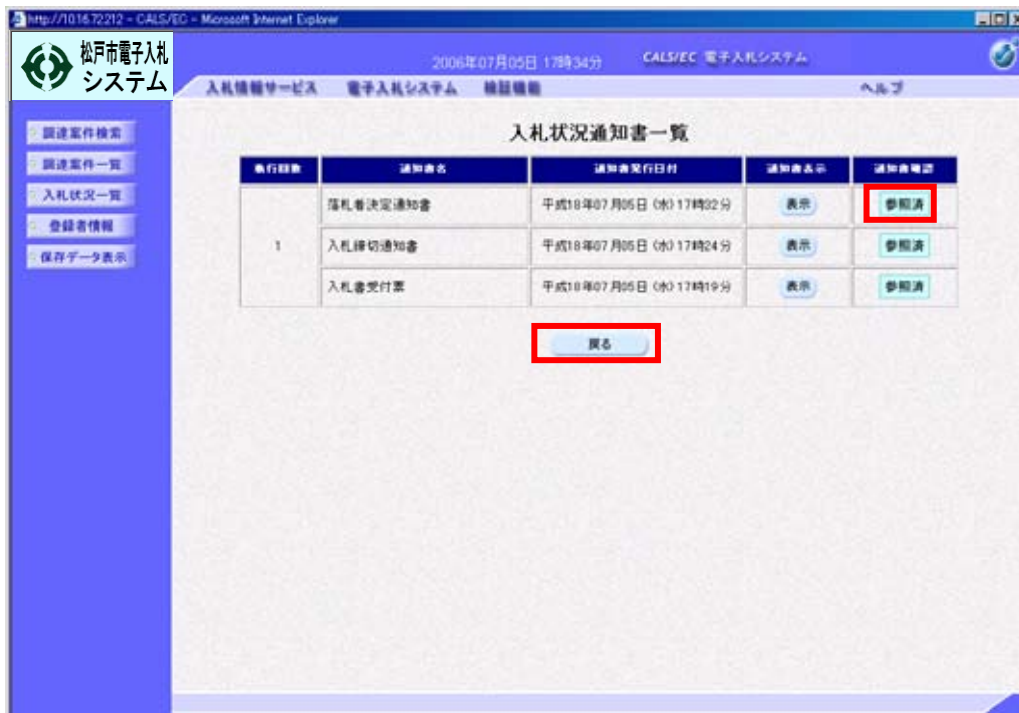 http://10.16.72.212 - CALS/EC - Microsoft Internet Explorer
松戸市電子入札
システム
2006年07月05日 17時34分
CALS/EC 電子入札システム
入札情報サービス 電子入札システム 検証機能 ヘルプ
調達案件検索
調達案件一覧
入札状況一覧
登録者情報
保存データ表示
入札状況通知書一覧
執行回数 通知書名 通知書発行日付 通知書表示 通知書確認
落札者決定通知書 平成18年07月05日 (水) 17時32分 表示 参照済
1 入札締切通知書 平成18年07月05日 (水) 17時24分 表示 参照済
入札書受付票 平成18年07月05日 (水) 17時19分 表示 参照済
戻る